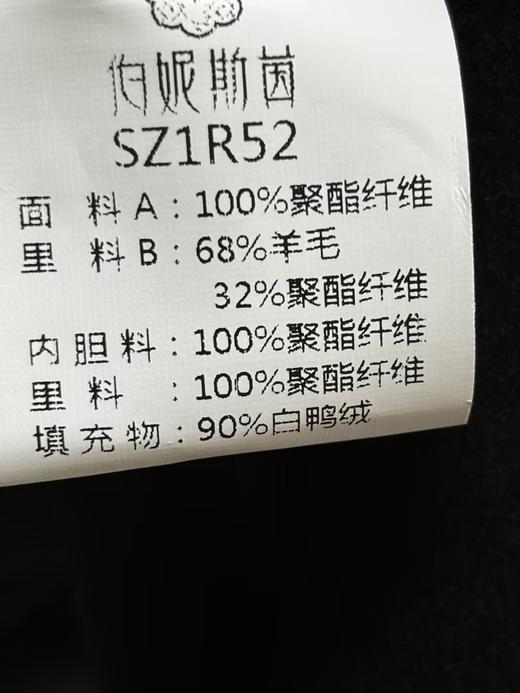 伯妮斯茵
SZ1R52
面 料 A：100%聚酯纤维
里 料 B：68%羊毛
32%聚酯纤维
内 胆 料：100%聚酯纤维
里 料 ：100%聚酯纤维
填 充 物：90%白鸭绒